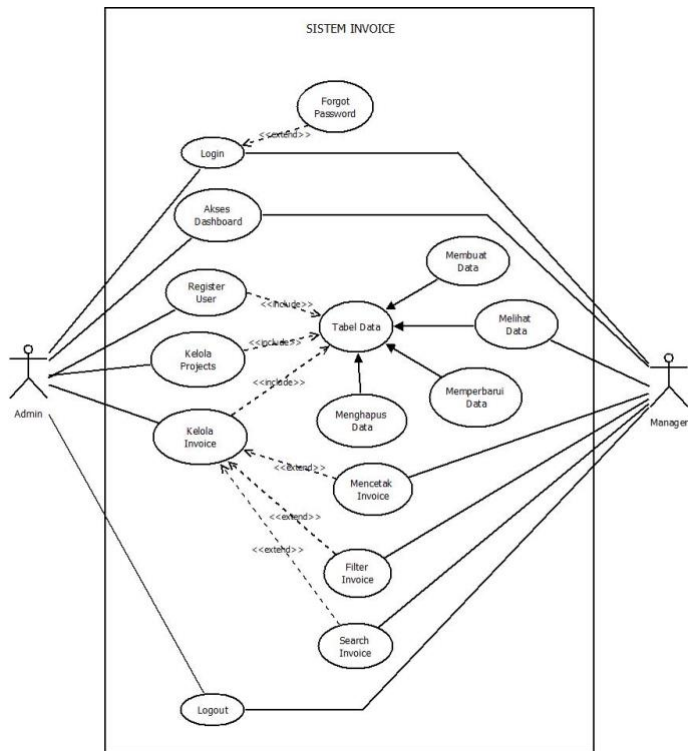 SISTEM INVOICE
Forgot
Password
<<extend>>
Login
Akses
Dashboard
Membuat
Data
Register
User
<<include>>
Tabel Data
Melihat
Data
Kelola
Projects
<<include>>
<<include>>
Menghapus
Data
Memperbarui
Data
Admin
Manager
Kelola
Invoice
<<extend>>
Mencetak
Invoice
<<extend>>
<<extend>>
Filter
Invoice
Search
Invoice
Logout